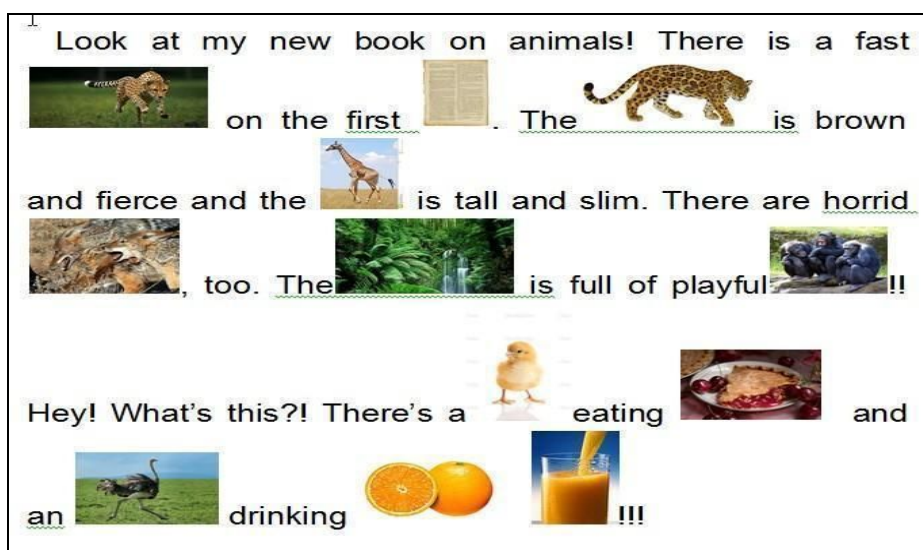 Look at my new book on animals! There is a fast
on the first . The is brown
and fierce and the is tall and slim. There are horrid
, too. The is full of playful !!
Hey! What's this?! There's a eating and
an drinking !!!